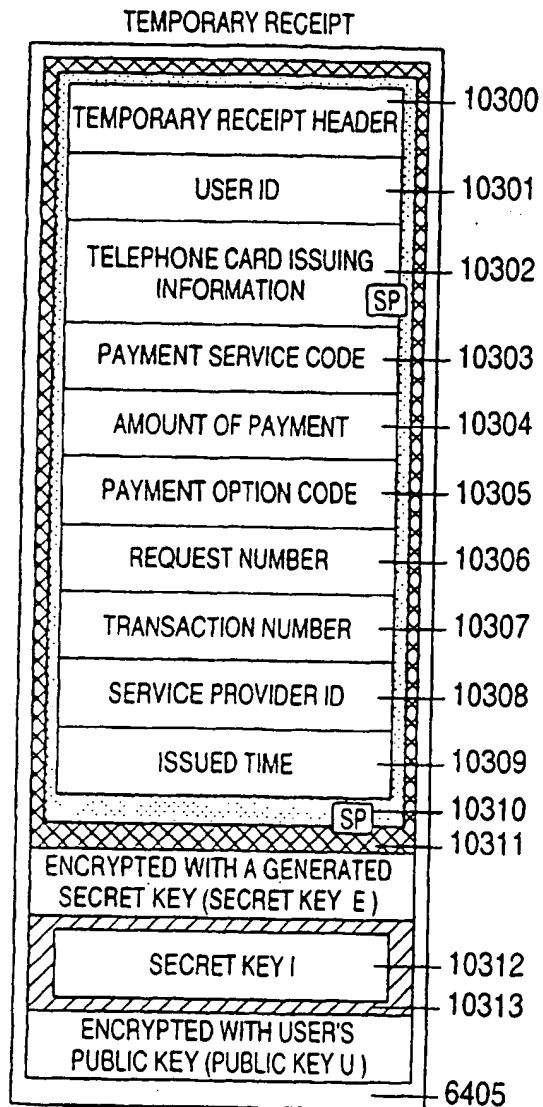 TEMPORARY RECEIPT
TEMPORARY RECEIPT HEADER
10300
USER ID
10301
TELEPHONE CARD ISSUING
INFORMATION
10302
SP
PAYMENT SERVICE CODE
10303
AMOUNT OF PAYMENT
10304
PAYMENT OPTION CODE
10305
REQUEST NUMBER
10306
TRANSACTION NUMBER
10307
SERVICE PROVIDER ID
10308
ISSUED TIME
10309
SP
10310
10311
ENCRYPTED WITH A GENERATED
SECRET KEY (SECRET KEY E)
SECRET KEY I
10312
10313
ENCRYPTED WITH USER'S
PUBLIC KEY (PUBLIC KEY U)
6405